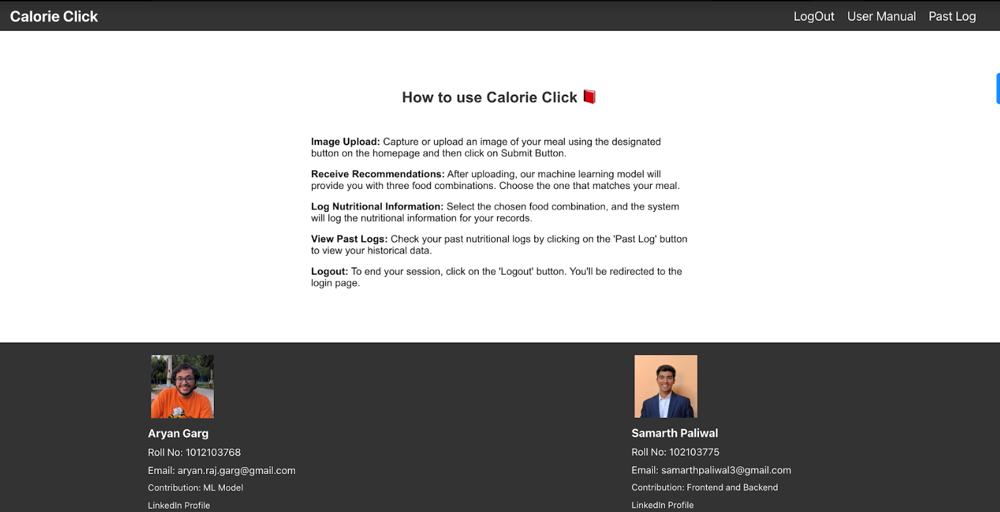 Calorie Click
LogOut User Manual Past Log
How to use Calorie Click
Image Upload: Capture or upload an image of your meal using the designated
button on the homepage and then click on Submit Button.
Receive Recommendations: After uploading, our machine learning model will
provide you with three food combinations. Choose the one that matches your meal.
Log Nutritional Information: Select the chosen food combination, and the system
will log the nutritional information for your records.
View Past Logs: Check your past nutritional logs by clicking on the 'Past Log' button
to view your historical data.
Logout: To end your session, click on the 'Logout' button. You'll be redirected to the
login page.
Aryan Garg
Roll No: 1012103768
Email: aryan.raj.garg@gmail.com
Contribution: ML Model
LinkedIn Profile
Samarth Paliwal
Roll No: 102103775
Email: samarthpaliwal3@gmail.com
Contribution: Frontend and Backend
LinkedIn Profile